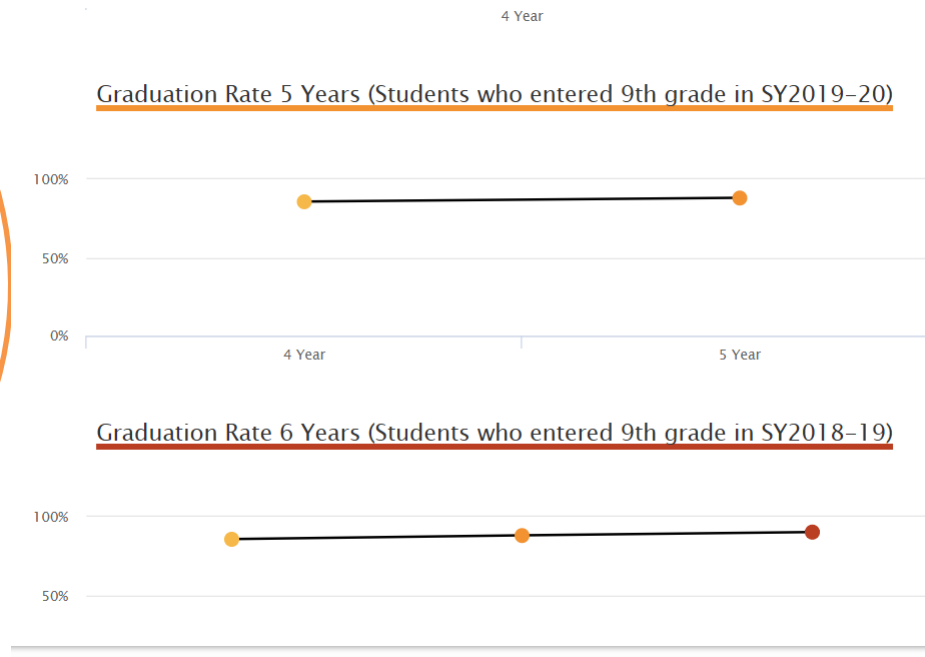 4 Year
Graduation Rate 5 Years (Students who entered 9th grade in SY2019–20)
100%
50%
0%
4 Year 5 Year
Graduation Rate 6 Years (Students who entered 9th grade in SY2018–19)
100%
50%